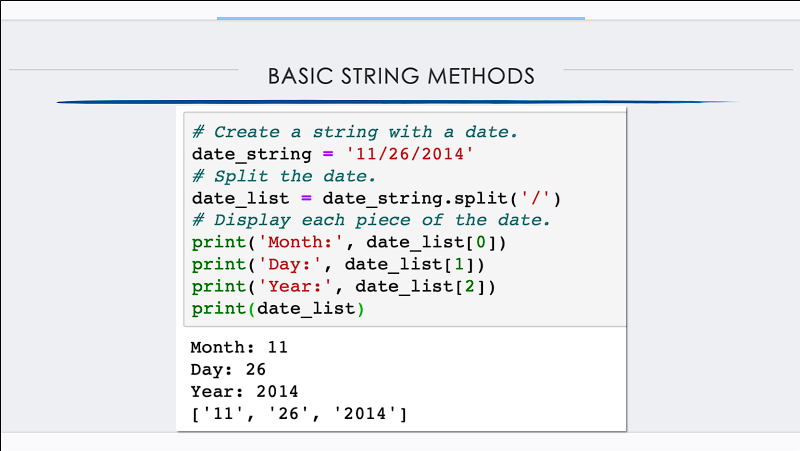 BASIC STRING METHODS
# Create a string with a date.
date_string = '11/26/2014'
# Split the date.
date_list = date_string.split('/')
# Display each piece of the date.
print('Month:', date_list[0])
print('Day:', date_list[1])
print('Year:', date_list[2])
print(date_list)
Month: 11
Day: 26
Year: 2014
['11', '26', '2014']